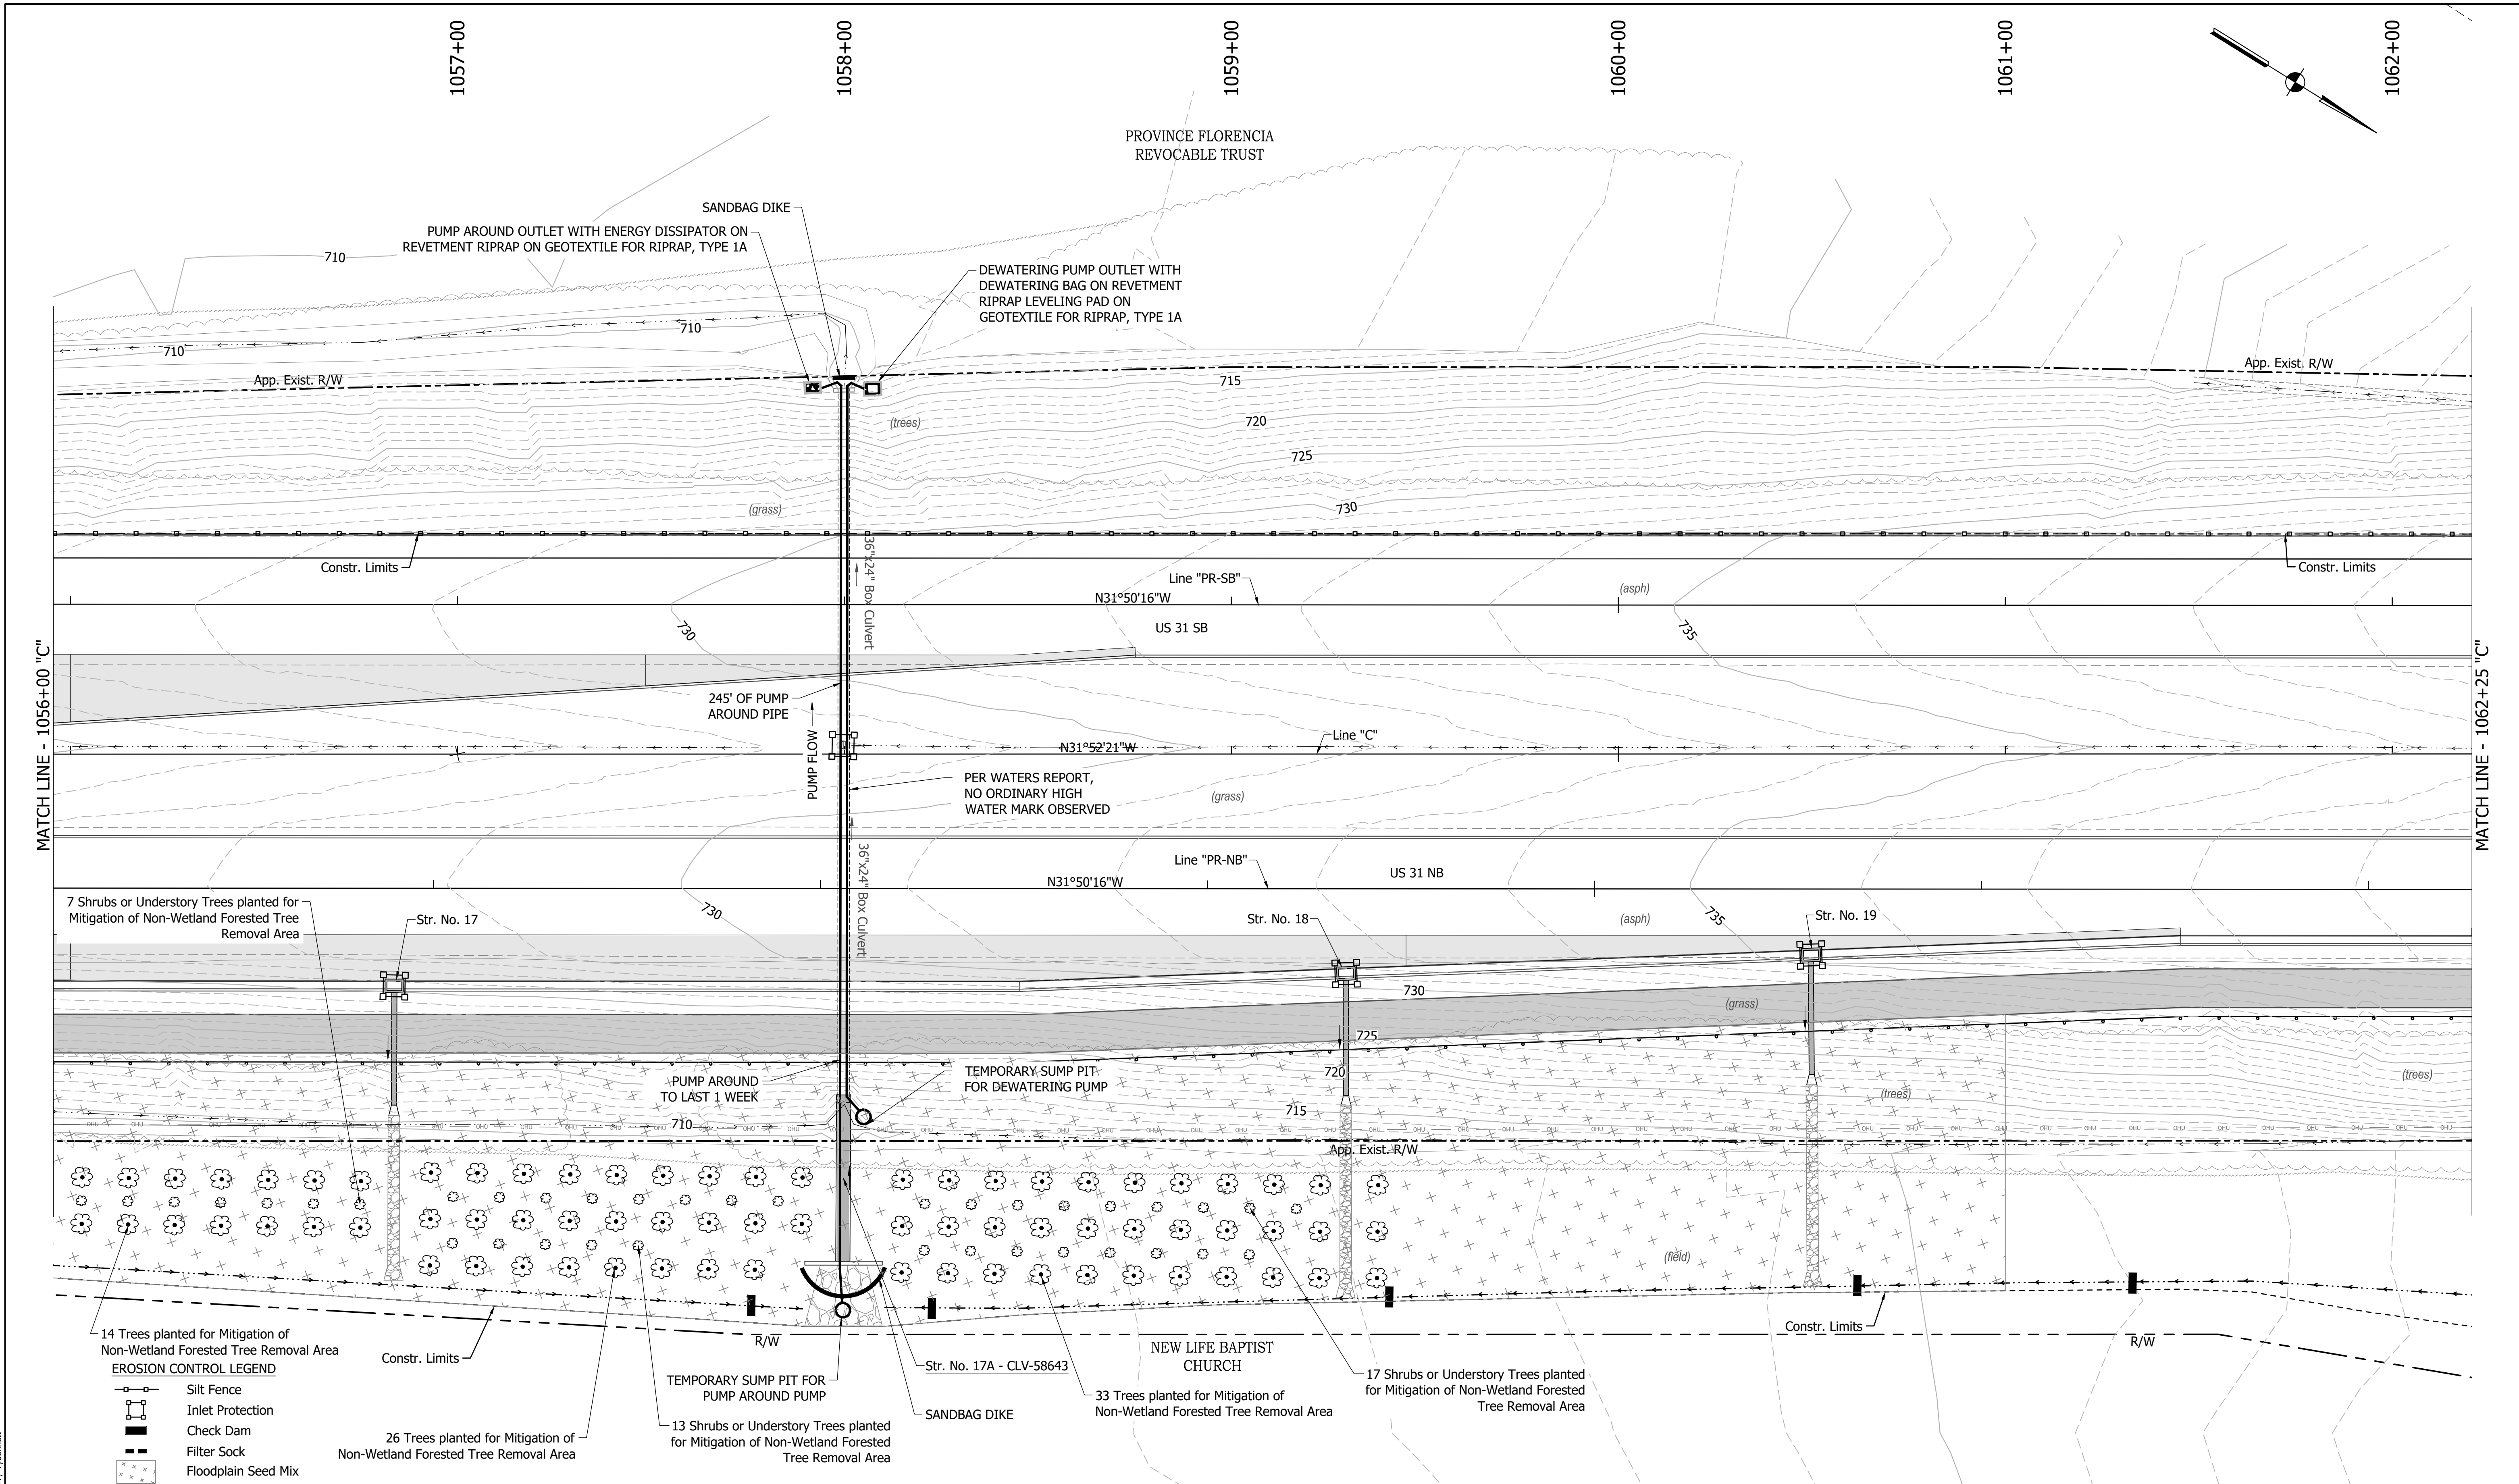 1057+00
1058+00
1059+00
1060+00
1061+00
1062+00
PROVINCE FLORENCIA
REVOCABLE TRUST
SANDBAG DIKE
PUMP AROUND OUTLET WITH ENERGY DISSIPATOR ON
REVETMENT RIPRAP ON GEOTEXTILE FOR RIPRAP, TYPE 1A
710
DEWATERING PUMP OUTLET WITH
DEWATERING BAG ON REVETMENT
RIPRAP LEVELING PAD ON
GEOTEXTILE FOR RIPRAP, TYPE 1A
710
710
App. Exist. R/W
715
App. Exist. R/W
(trees)
720
725
(grass)
730
Constr. Limits
36"x24" Box Culvert
Constr. Limits
Line "PR-SB"
(asph)
N31°50'16"W
730
US 31 SB
735
MATCH LINE - 1056+00 "C"
MATCH LINE - 1062+25 "C"
245' OF PUMP
AROUND PIPE
PUMP FLOW
Line "C"
N31°52'21"W
PER WATERS REPORT,
NO ORDINARY HIGH
WATER MARK OBSERVED
(grass)
36"x24" Box Culvert
Line "PR-NB"
US 31 NB
N31°50'16"W
7 Shrubs or Understory Trees planted for
Mitigation of Non-Wetland Forested Tree
Removal Area
Str. No. 17
730
Str. No. 18
(asph)
735
Str. No. 19
730
(grass)
725
PUMP AROUND
TO LAST 1 WEEK
TEMPORARY SUMP PIT
FOR DEWATERING PUMP
720
(trees)
(trees)
715
710
OHU OHU OHU OHU OHU OHU OHU OHU OHU OHU OHU OHU
App. Exist. R/W
(field)
14 Trees planted for Mitigation of
Non-Wetland Forested Tree Removal Area
Constr. Limits
R/W
Constr. Limits
R/W
NEW LIFE BAPTIST
CHURCH
Str. No. 17A - CLV-58643
TEMPORARY SUMP PIT FOR
PUMP AROUND PUMP
33 Trees planted for Mitigation of
Non-Wetland Forested Tree Removal Area
17 Shrubs or Understory Trees planted
for Mitigation of Non-Wetland Forested
Tree Removal Area
SANDBAG DIKE
26 Trees planted for Mitigation of
Non-Wetland Forested Tree Removal Area
13 Shrubs or Understory Trees planted
for Mitigation of Non-Wetland Forested
Tree Removal Area
EROSION CONTROL LEGEND
Silt Fence
Inlet Protection
Check Dam
Filter Sock
Floodplain Seed Mix